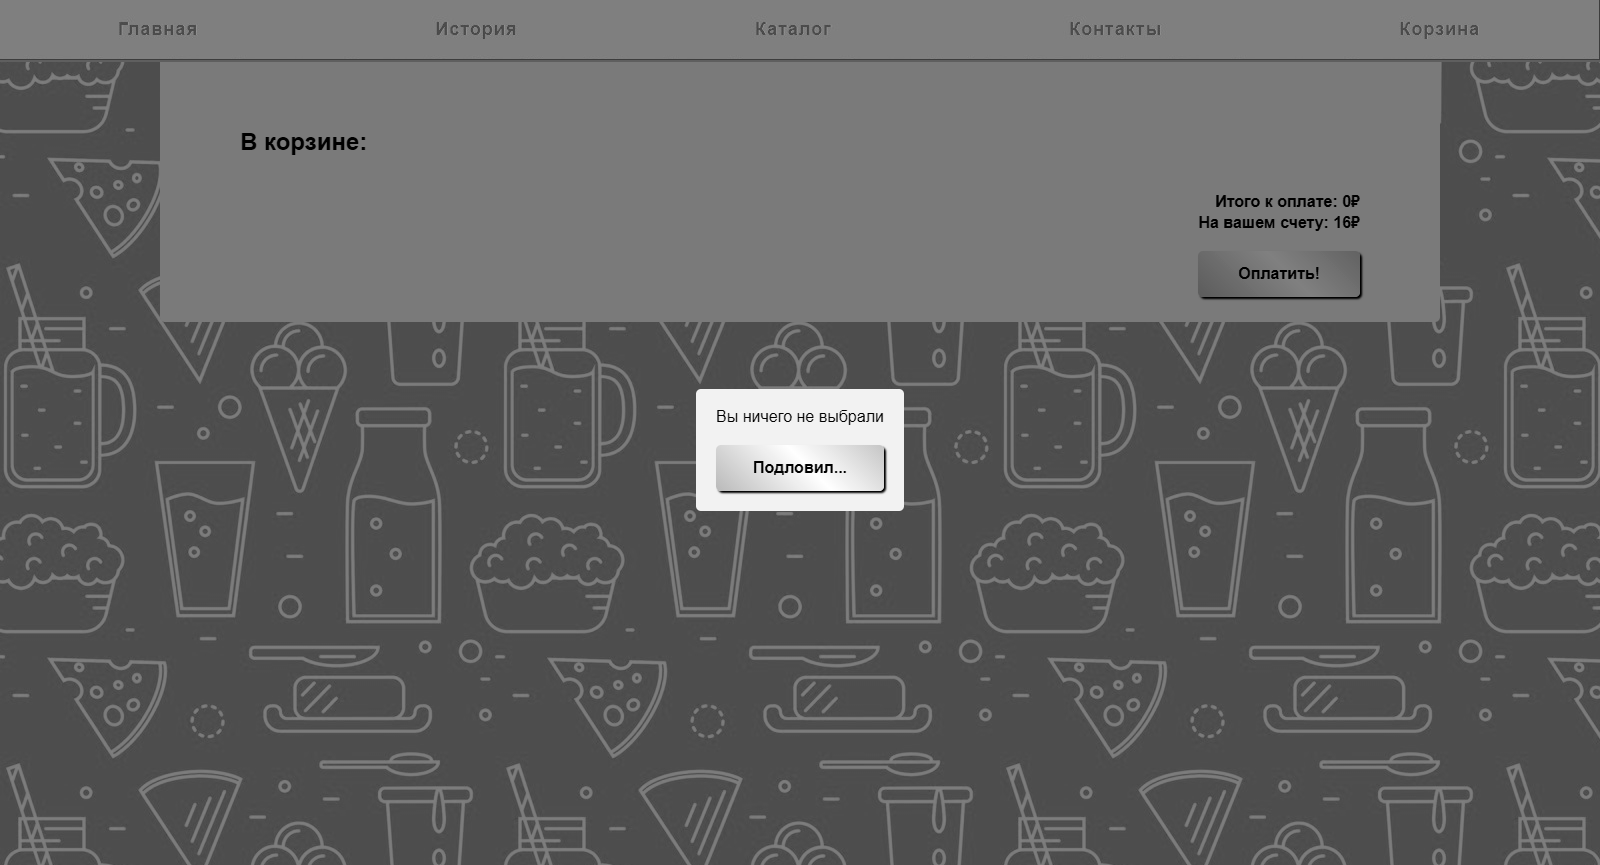 Главная История Каталог Контакты Корзина
В корзине:
Итого к оплате: 0₽
На вашем счету: 16₽
Оплатить!
Вы ничего не выбрали
Подловил...